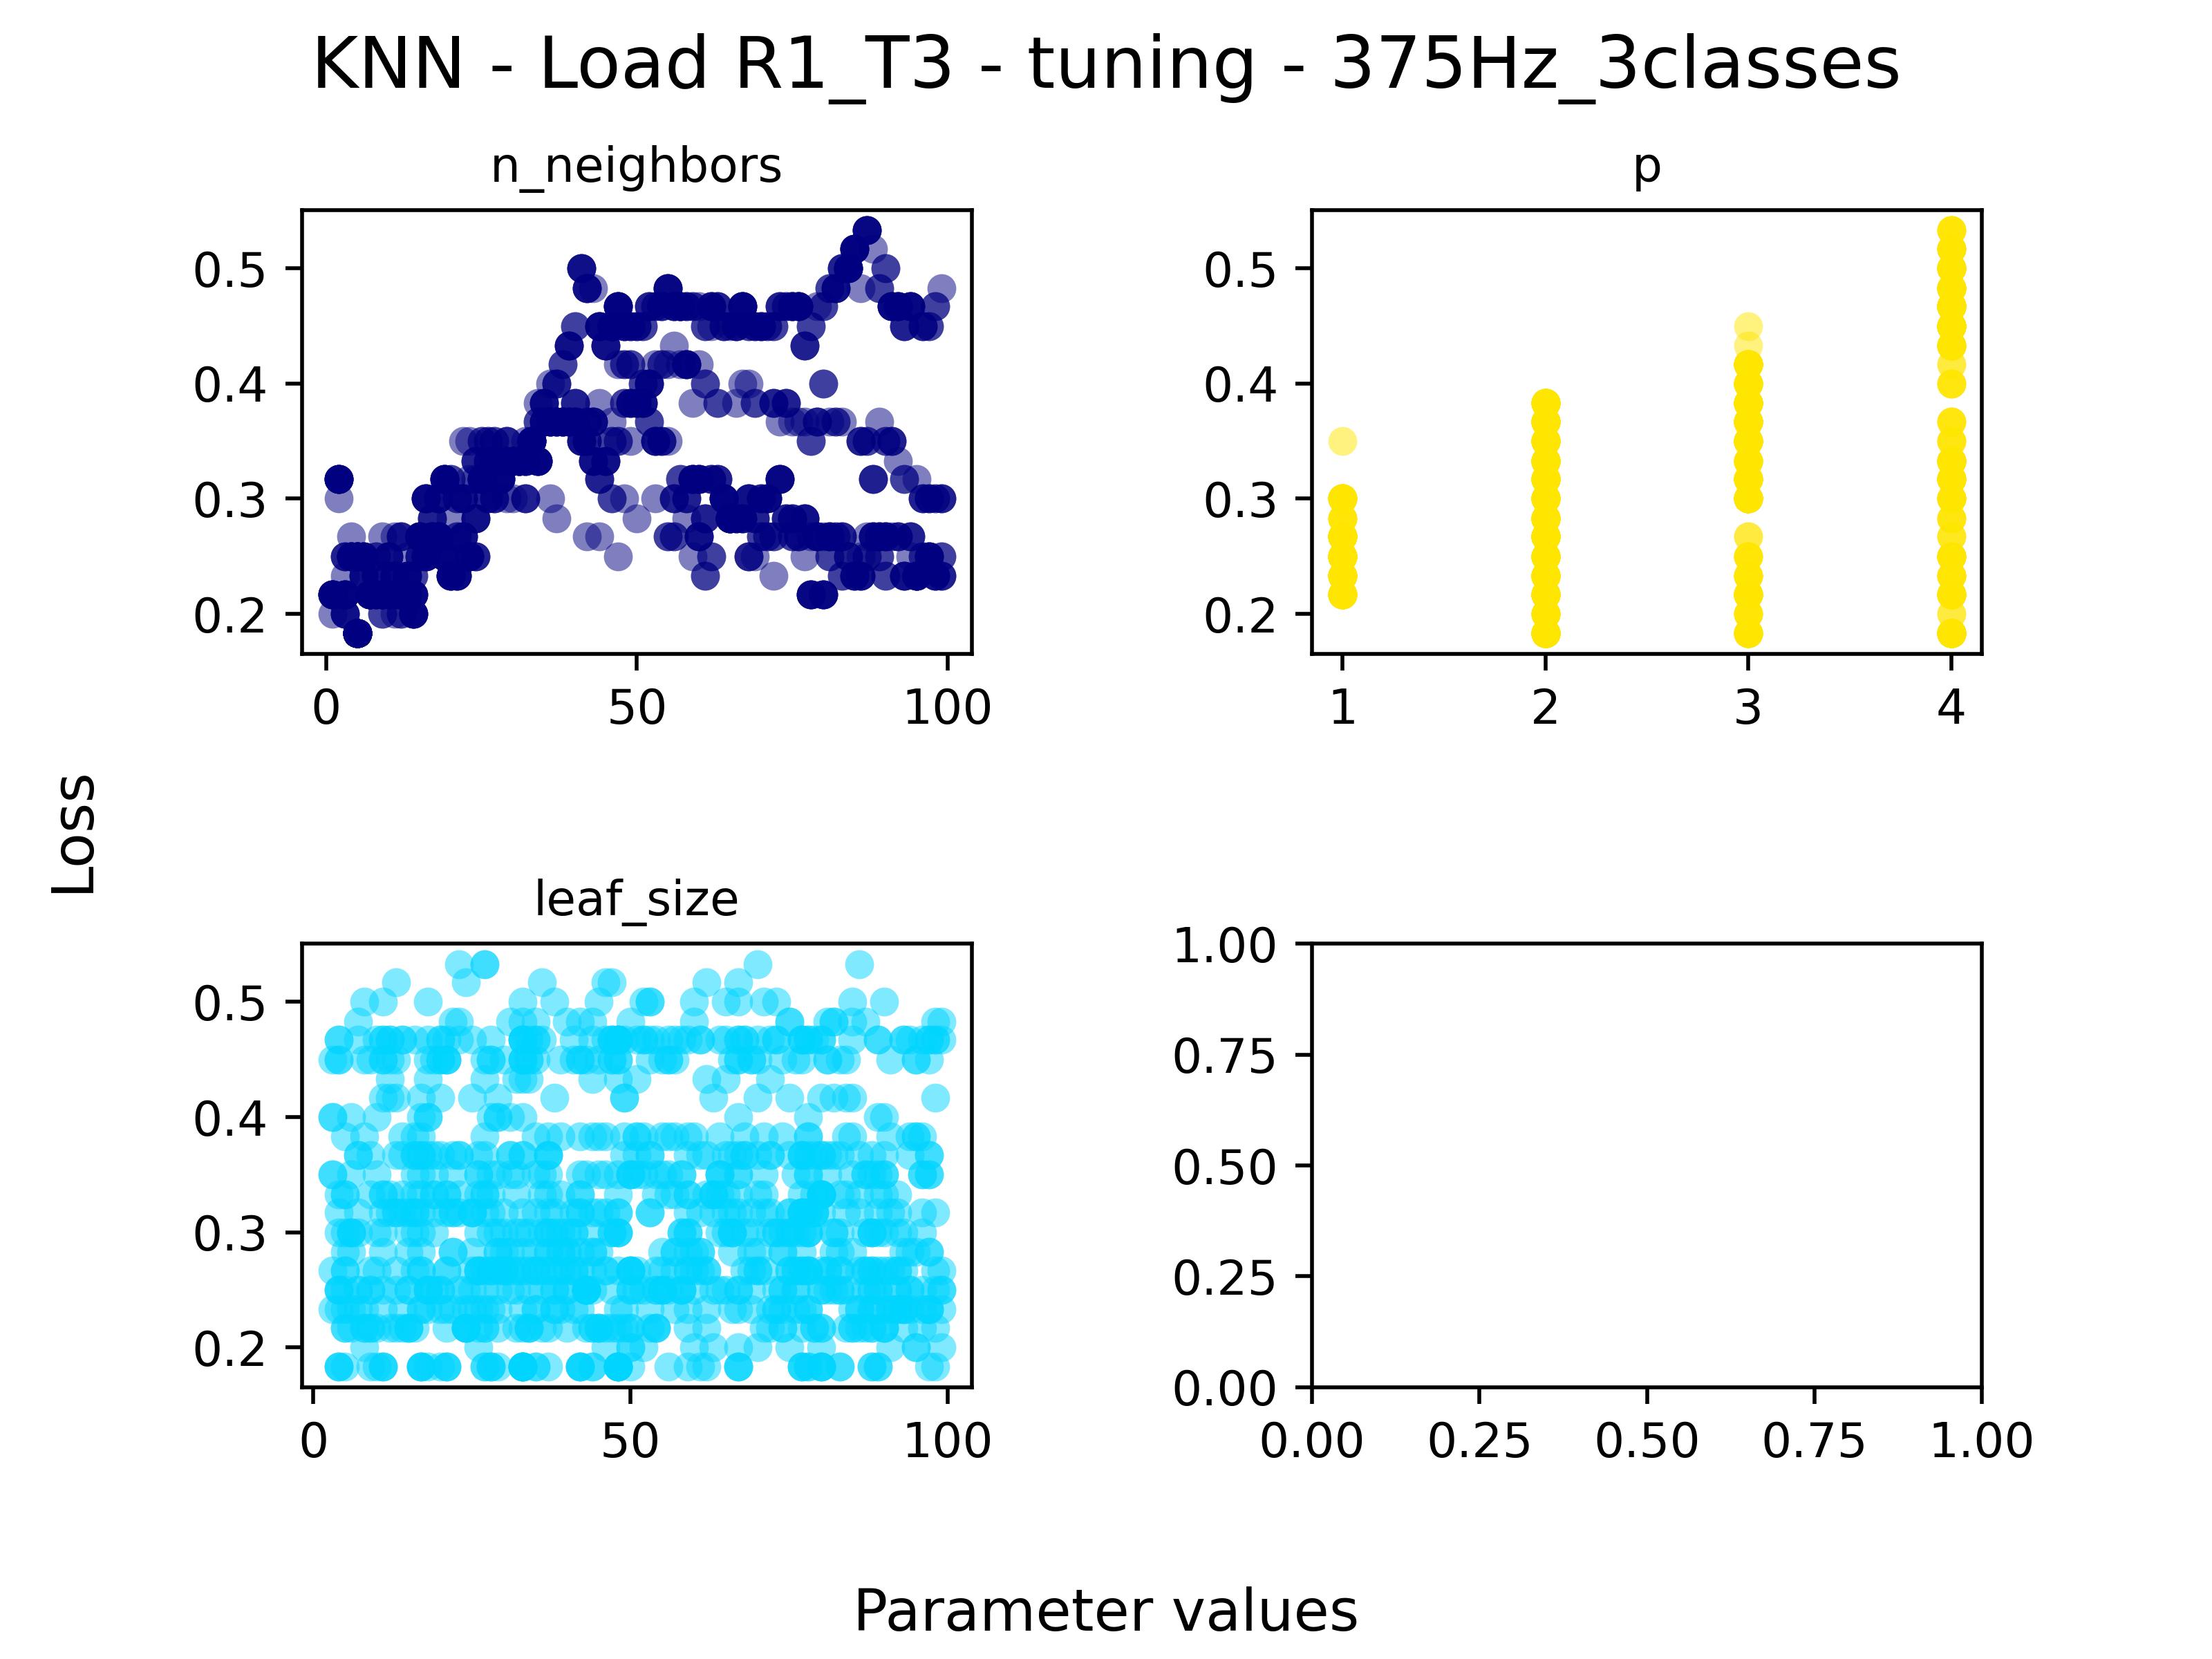 KNN - Load R1_T3 - tuning - 375Hz_3classes
n_neighbors
0.5
0.4
0.3
0.2
0 50 100
p
0.5
0.4
0.3
0.2
1 2 3 4
Loss
leaf_size
0.5
0.4
0.3
0.2
0 50 100
1.00
0.75
0.50
0.25
0.00
0.00 0.25 0.50 0.75 1.00
Parameter values